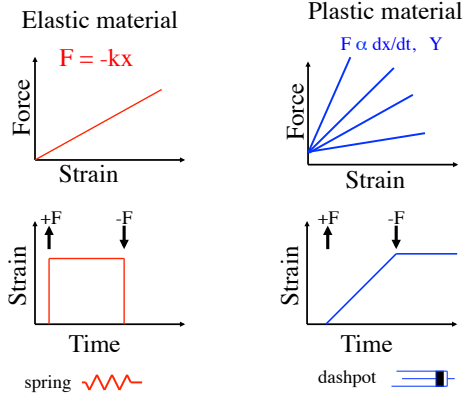 Elastic material
F = -kx
Force
Strain
+F -F
Strain
Time
spring
Plastic material
F α dx/dt, Y
Force
Strain
+F -F
Strain
Time
dashpot